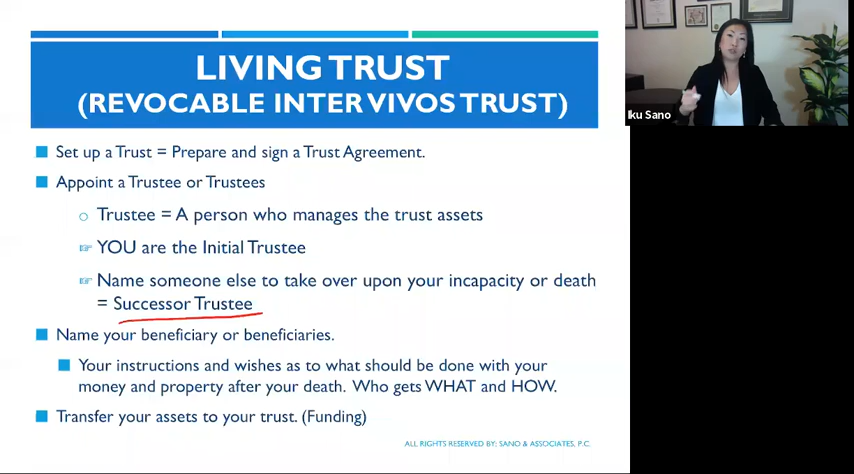 LIVING TRUST
(REVOCABLE INTER VIVOS TRUST)
Set up a Trust = Prepare and sign a Trust Agreement.
Appoint a Trustee or Trustees
Trustee = A person who manages the trust assets
YOU are the Initial Trustee
Name someone else to take over upon your incapacity or death
= Successor Trustee
Name your beneficiary or beneficiaries.
Your instructions and wishes as to what should be done with your
money and property after your death. Who gets WHAT and HOW.
Transfer your assets to your trust. (Funding)
ALL RIGHTS RESERVED BY: SANO & ASSOCIATES, P.C.
Iku Sano